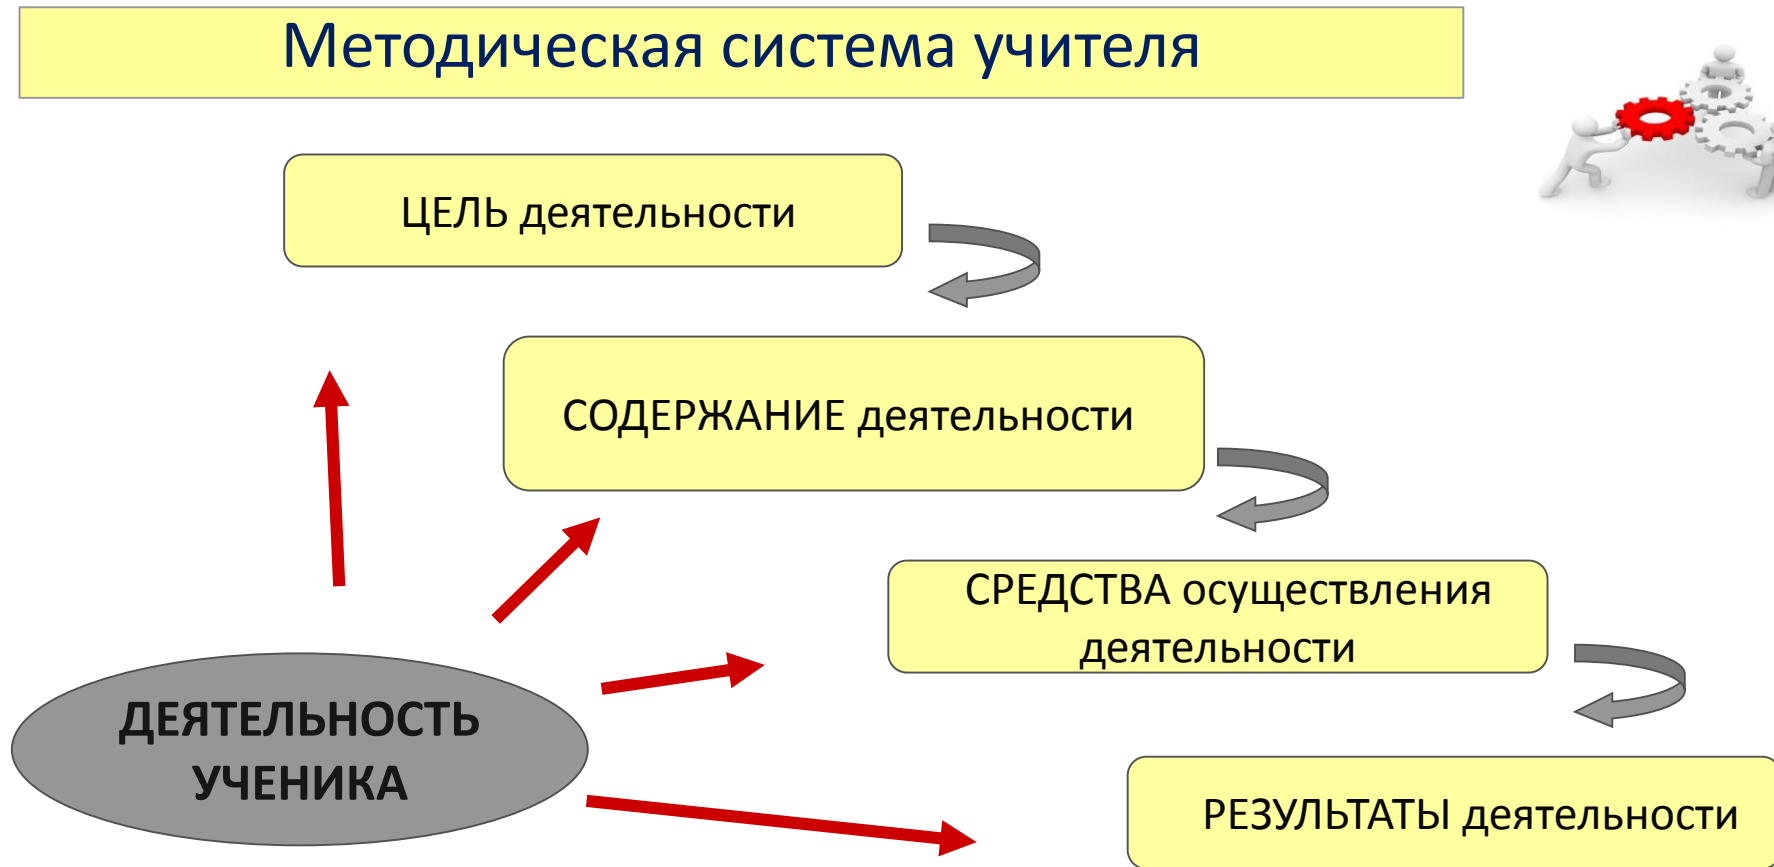 Методическая система учителя
ЦЕЛЬ деятельности
СОДЕРЖАНИЕ деятельности
СРЕДСТВА осуществления
деятельности
ДЕЯТЕЛЬНОСТЬ
УЧЕНИКА
РЕЗУЛЬТАТЫ деятельности